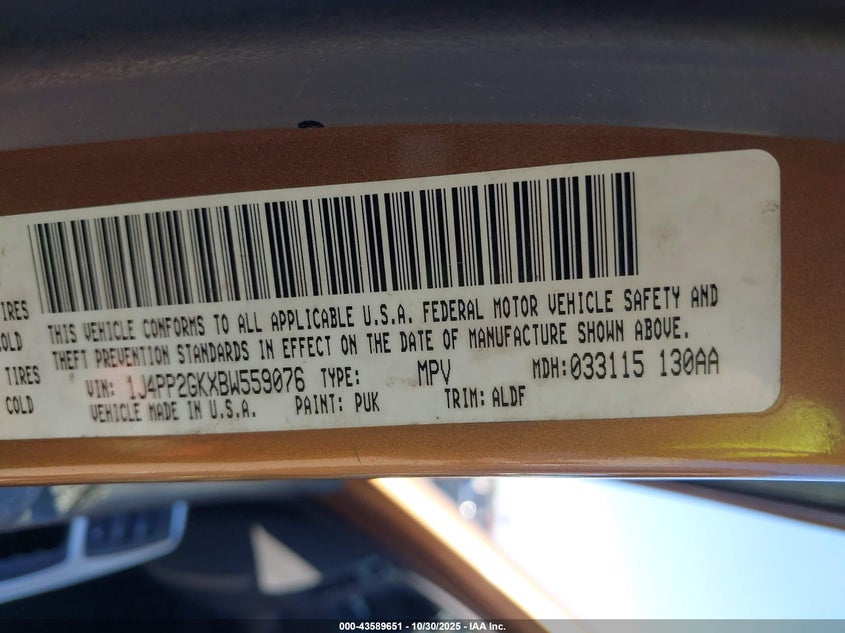 THIS VEHICLE CONFORMS TO ALL APPLICABLE U.S.A. FEDERAL MOTOR VEHICLE SAFETY AND
THEFT PREVENTION STANDARDS IN EFFECT ON THE DATE OF MANUFACTURE SHOWN ABOVE.
VIN: 1J4PP2GKXBW559076 TYPE: MPV MDH:033115 130AA
VEHICLE MADE IN U.S.A. PAINT: PUK TRIM: ALDF
TIRES
COLD
TIRES
COLD
000-43589651 - 10/30/2025 - IAA Inc.